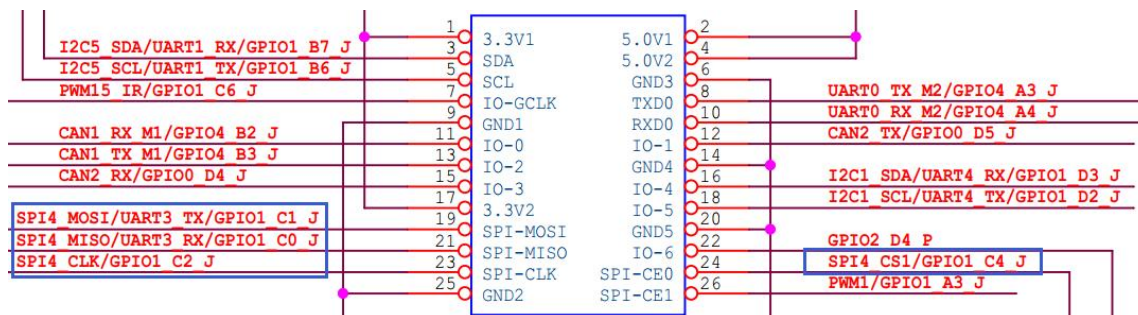 1 2
3.3V1 5.0V1
I2C5_SDA/UART1_RX/GPIO1_B7_J 3 4
SDA 5.0V2
I2C5_SCL/UART1_TX/GPIO1_B6_J 5 6
SCL GND3
PWM15_IR/GPIO1_C6_J 7 8 UART0_TX_M2/GPIO4_A3_J
IO-GCLK TXD0
9 10 UART0_RX_M2/GPIO4_A4_J
GND1 RXD0
CAN1_RX_M1/GPIO4_B2_J 11 12 CAN2_TX/GPIO0_D5_J
IO-0 IO-1
CAN1_TX_M1/GPIO4_B3_J 13 14
IO-2 GND4
CAN2_RX/GPIO0_D4_J 15 16 I2C1_SDA/UART4_RX/GPIO1_D3_J
IO-3 IO-4
17 18 I2C1_SCL/UART4_TX/GPIO1_D2_J
3.3V2 IO-5
SPI4_MOSI/UART3_TX/GPIO1_C1_J 19 20
SPI-MOSI GND5
SPI4_MISO/UART3_RX/GPIO1_C0_J 21 22 GPIO2_D4_P
SPI-MISO IO-6
SPI4_CLK/GPIO1_C2_J 23 24 SPI4_CS1/GPIO1_C4_J
SPI-CLK SPI-CE0
25 26 PWM1/GPIO1_A3_J
GND2 SPI-CE1